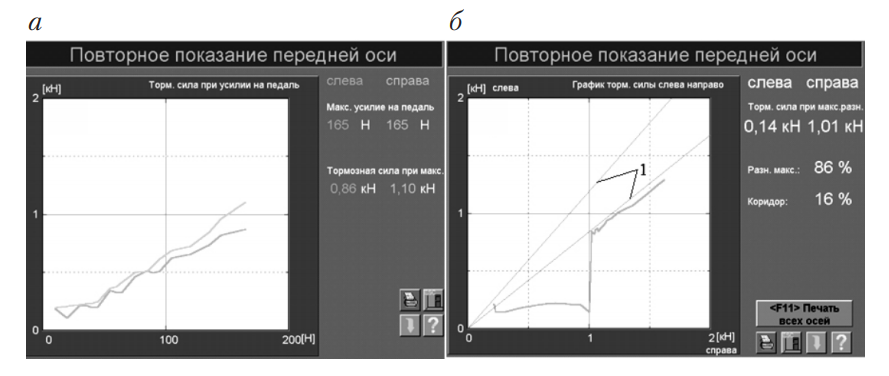 а
Повторное показание передней оси
[кН]
Торм. сила при усилии на педаль
2
1
0
0
100
200[Н]
слева справа
Макс. усилие на педаль
165 Н 165 Н
Тормозная сила при макс.
0,86 кН 1,10 кН
?
б
Повторное показание передней оси
[кН] слева
График торм. силы слева направо
2
1
0
0
1
2[кН]
справа
1
слева справа
Торм. сила при макс.разн.
0,14 кН 1,01 кН
Разн. макс.: 86 %
Коридор: 16 %
<F11> Печать
всех осей
?